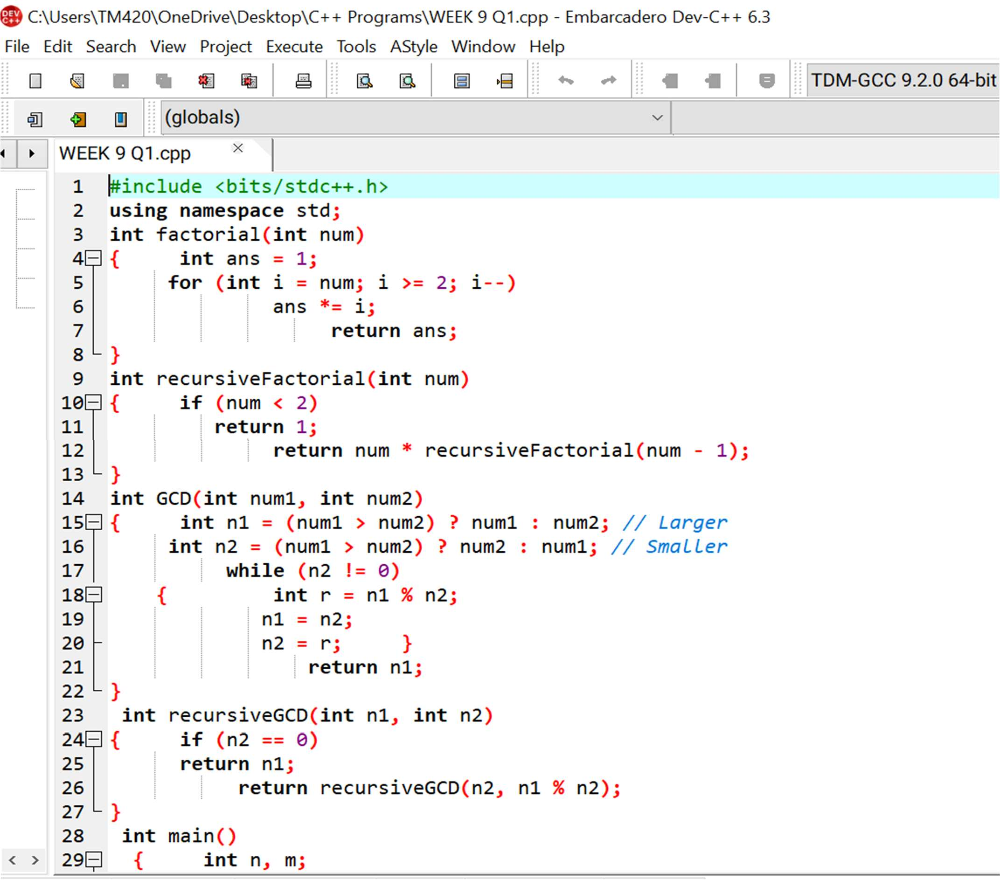 DEV C++ C:\Users\TM420\OneDrive\Desktop\C++ Programs\WEEK 9 Q1.cpp - Embarcadero Dev-C++ 6.3
File Edit Search View Project Execute Tools AStyle Window Help
TDM-GCC 9.2.0 64-bit
(globals)
WEEK 9 Q1.cpp
1 #include <bits/stdc++.h>
2 using namespace std;
3 int factorial(int num)
4 { int ans = 1;
5 for (int i = num; i >= 2; i--)
6 ans *= i;
7 return ans;
8 }
9 int recursiveFactorial(int num)
10 { if (num < 2)
11 return 1;
12 return num * recursiveFactorial(num - 1);
13 }
14 int GCD(int num1, int num2)
15 { int n1 = (num1 > num2) ? num1 : num2; // Larger
16 int n2 = (num1 > num2) ? num2 : num1; // Smaller
17 while (n2 != 0)
18 { int r = n1 % n2;
19 n1 = n2;
20 n2 = r; }
21 return n1;
22 }
23 int recursiveGCD(int n1, int n2)
24 { if (n2 == 0)
25 return n1;
26 return recursiveGCD(n2, n1 % n2);
27 }
28 int main()
29 { int n, m;